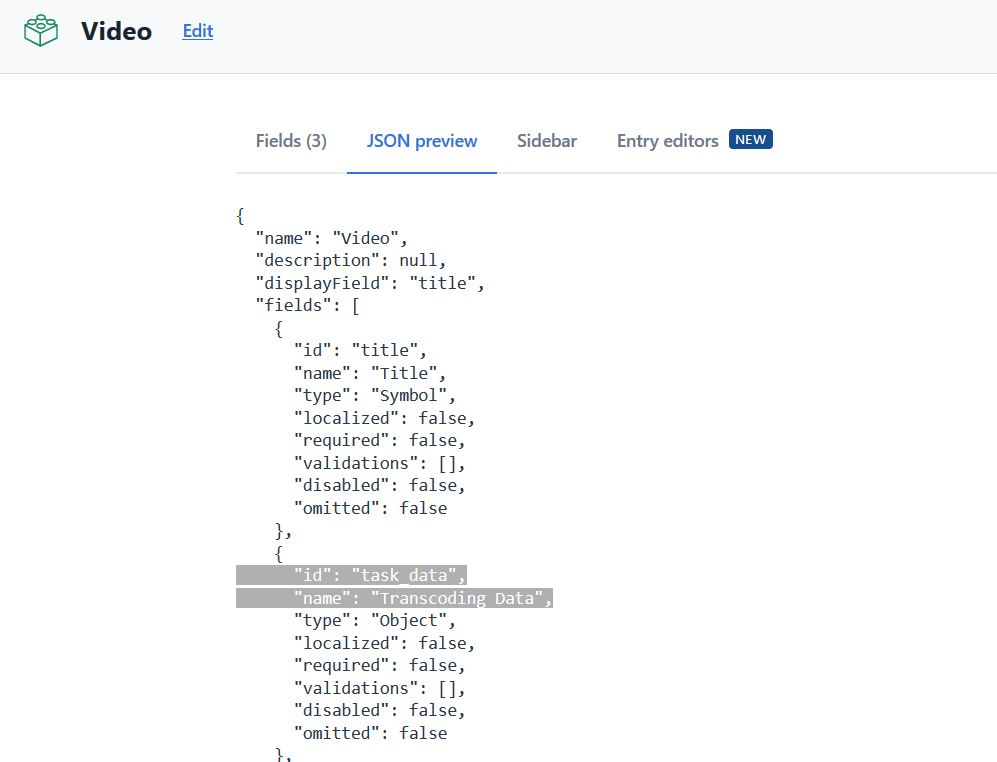 Video Edit
Fields (3) JSON preview Sidebar Entry editors NEW
{
  "name": "Video",
  "description": null,
  "displayField": "title",
  "fields": [
    {
      "id": "title",
      "name": "Title",
      "type": "Symbol",
      "localized": false,
      "required": false,
      "validations": [],
      "disabled": false,
      "omitted": false
    },
    {
      "id": "task_data",
      "name": "Transcoding Data",
      "type": "Object",
      "localized": false,
      "required": false,
      "validations": [],
      "disabled": false,
      "omitted": false
    },